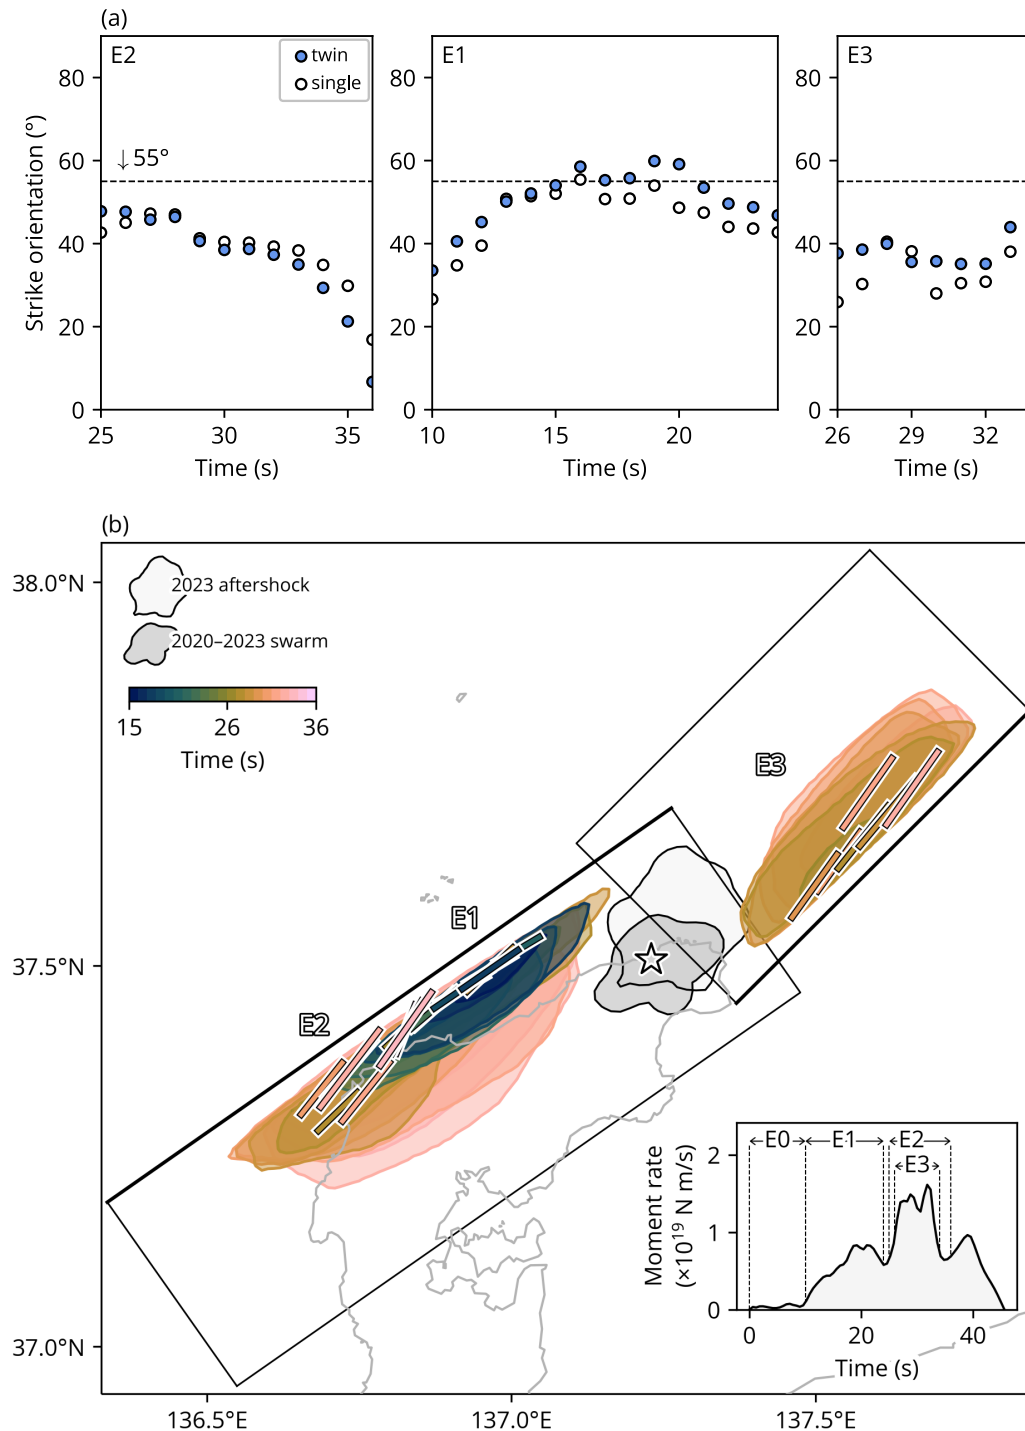 (a)
E2
twin
single
E1
E3
80
60
40
20
0
↓55°
Strike orientation (°)
25
30
35
Time (s)
80
60
40
20
0
10
15
20
Time (s)
80
60
40
20
0
26
29
32
Time (s)
(b)
38.0°N
37.5°N
37.0°N
2023 aftershock
2020–2023 swarm
15
26
36
Time (s)
E3
E1
E2
E0
E1
E2
E3
2
1
0
Moment rate
(×10¹⁹ N m/s)
0
20
40
Time (s)
136.5°E
137.0°E
137.5°E